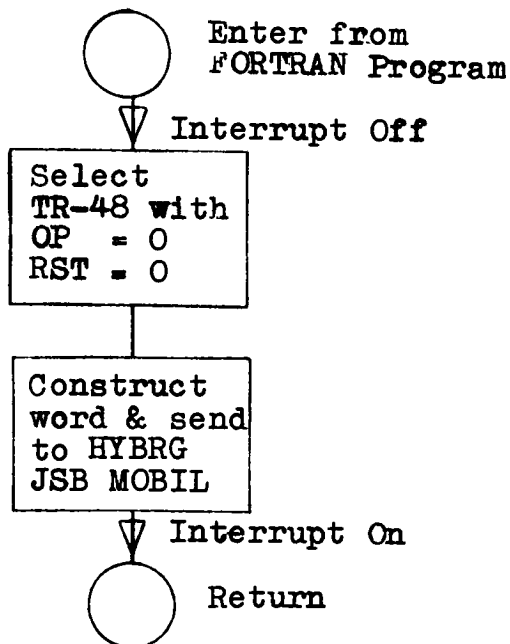 Enter from
FORTRAN Program
Interrupt Off
Select
TR-48 with
OP = 0
RST = 0
Construct
word & send
to HYBRG
JSB MOBIL
Interrupt On
Return